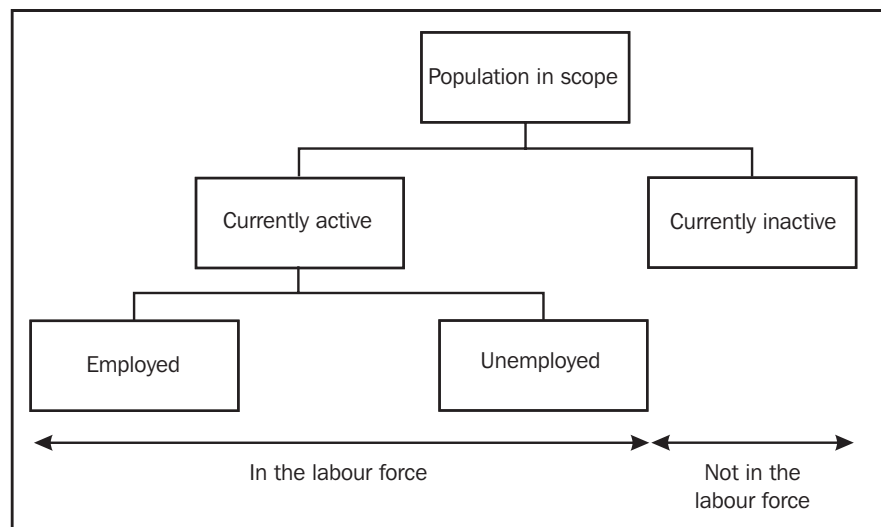 Population in scope
Currently active
Currently inactive
Employed
Unemployed
In the labour force
Not in the
labour force